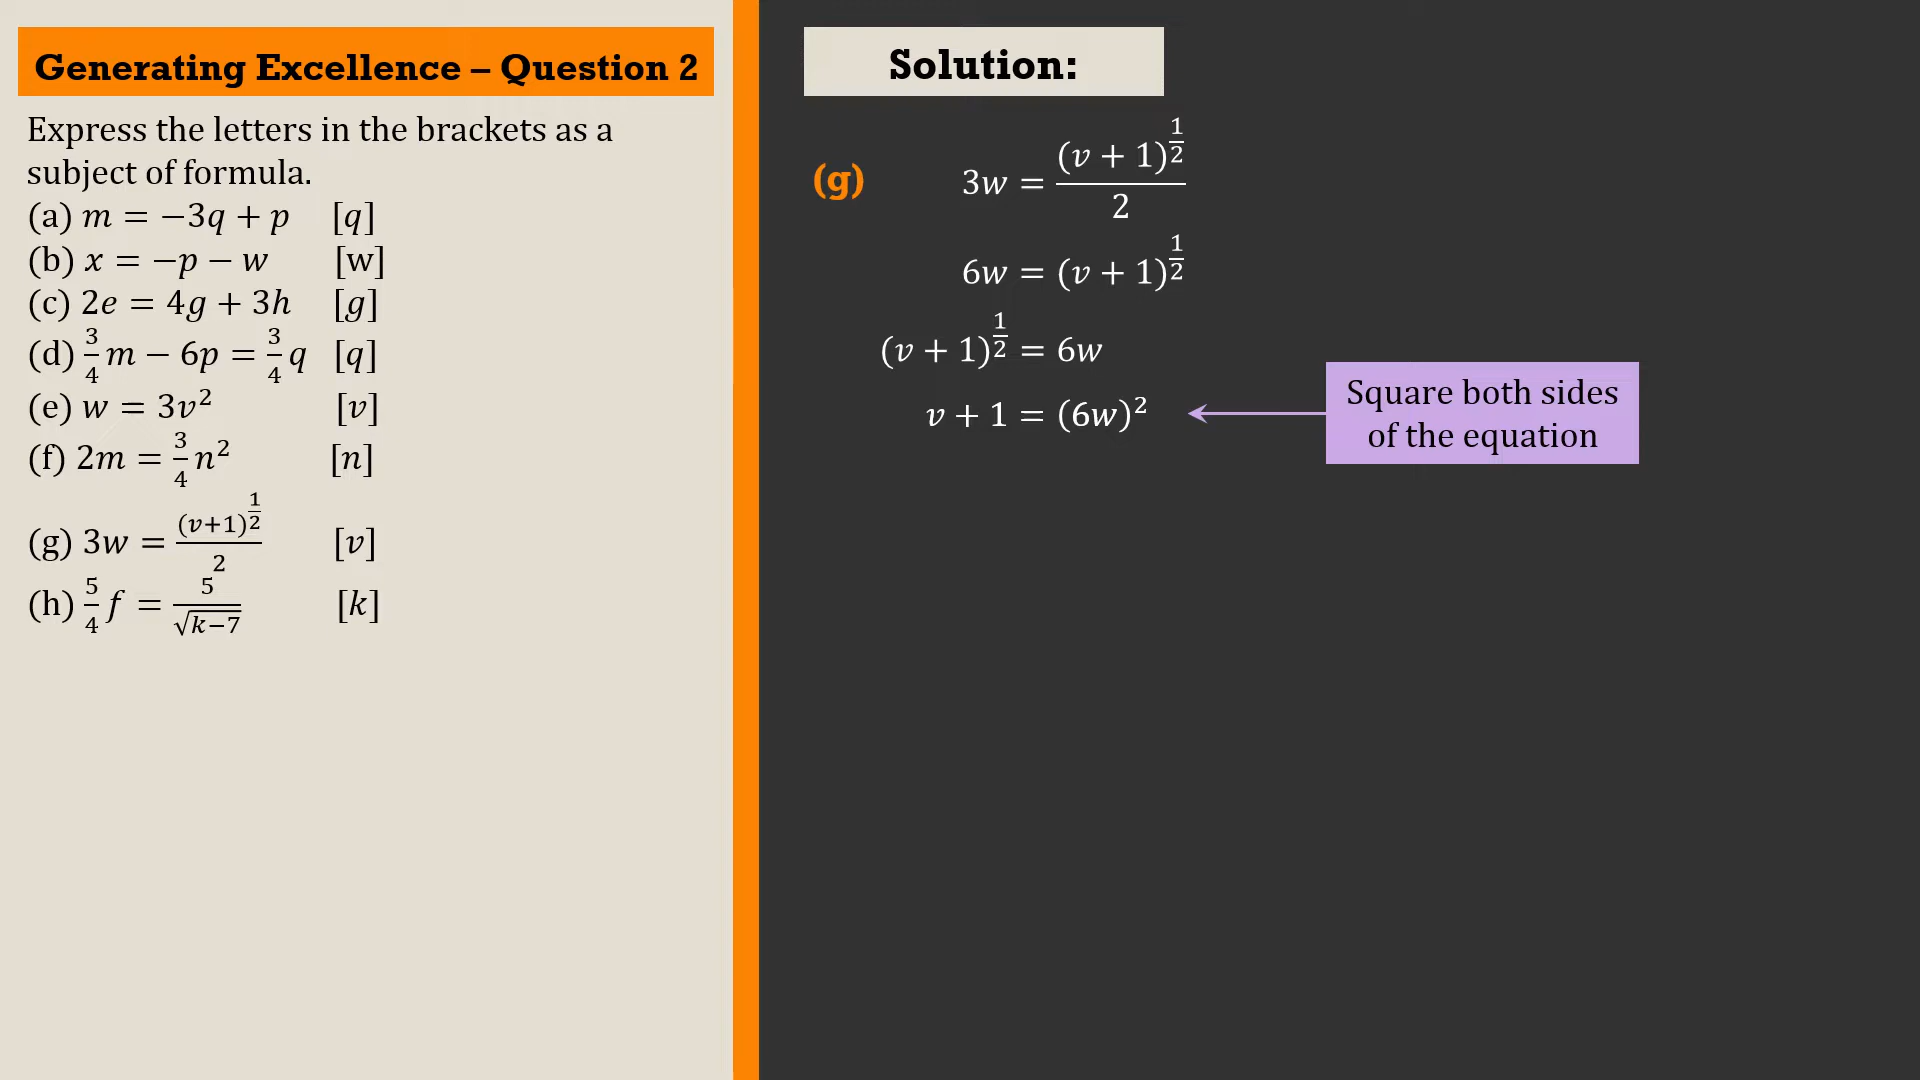 Generating Excellence – Question 2
Express the letters in the brackets as a
subject of formula.
(a) m = −3q + p [q]
(b) x = −p − w [w]
(c) 2e = 4g + 3h [g]
(d) 3/4 m − 6p = 3/4 q [q]
(e) w = 3v² [v]
(f) 2m = 3/4 n² [n]
(g) 3w = (v+1)^(1/2) / 2 [v]
(h) 5/4 f = 5/√(k−7) [k]
Solution:
(g) 3w = (v + 1)^(1/2) / 2
6w = (v + 1)^(1/2)
(v + 1)^(1/2) = 6w
v + 1 = (6w)²
Square both sides
of the equation